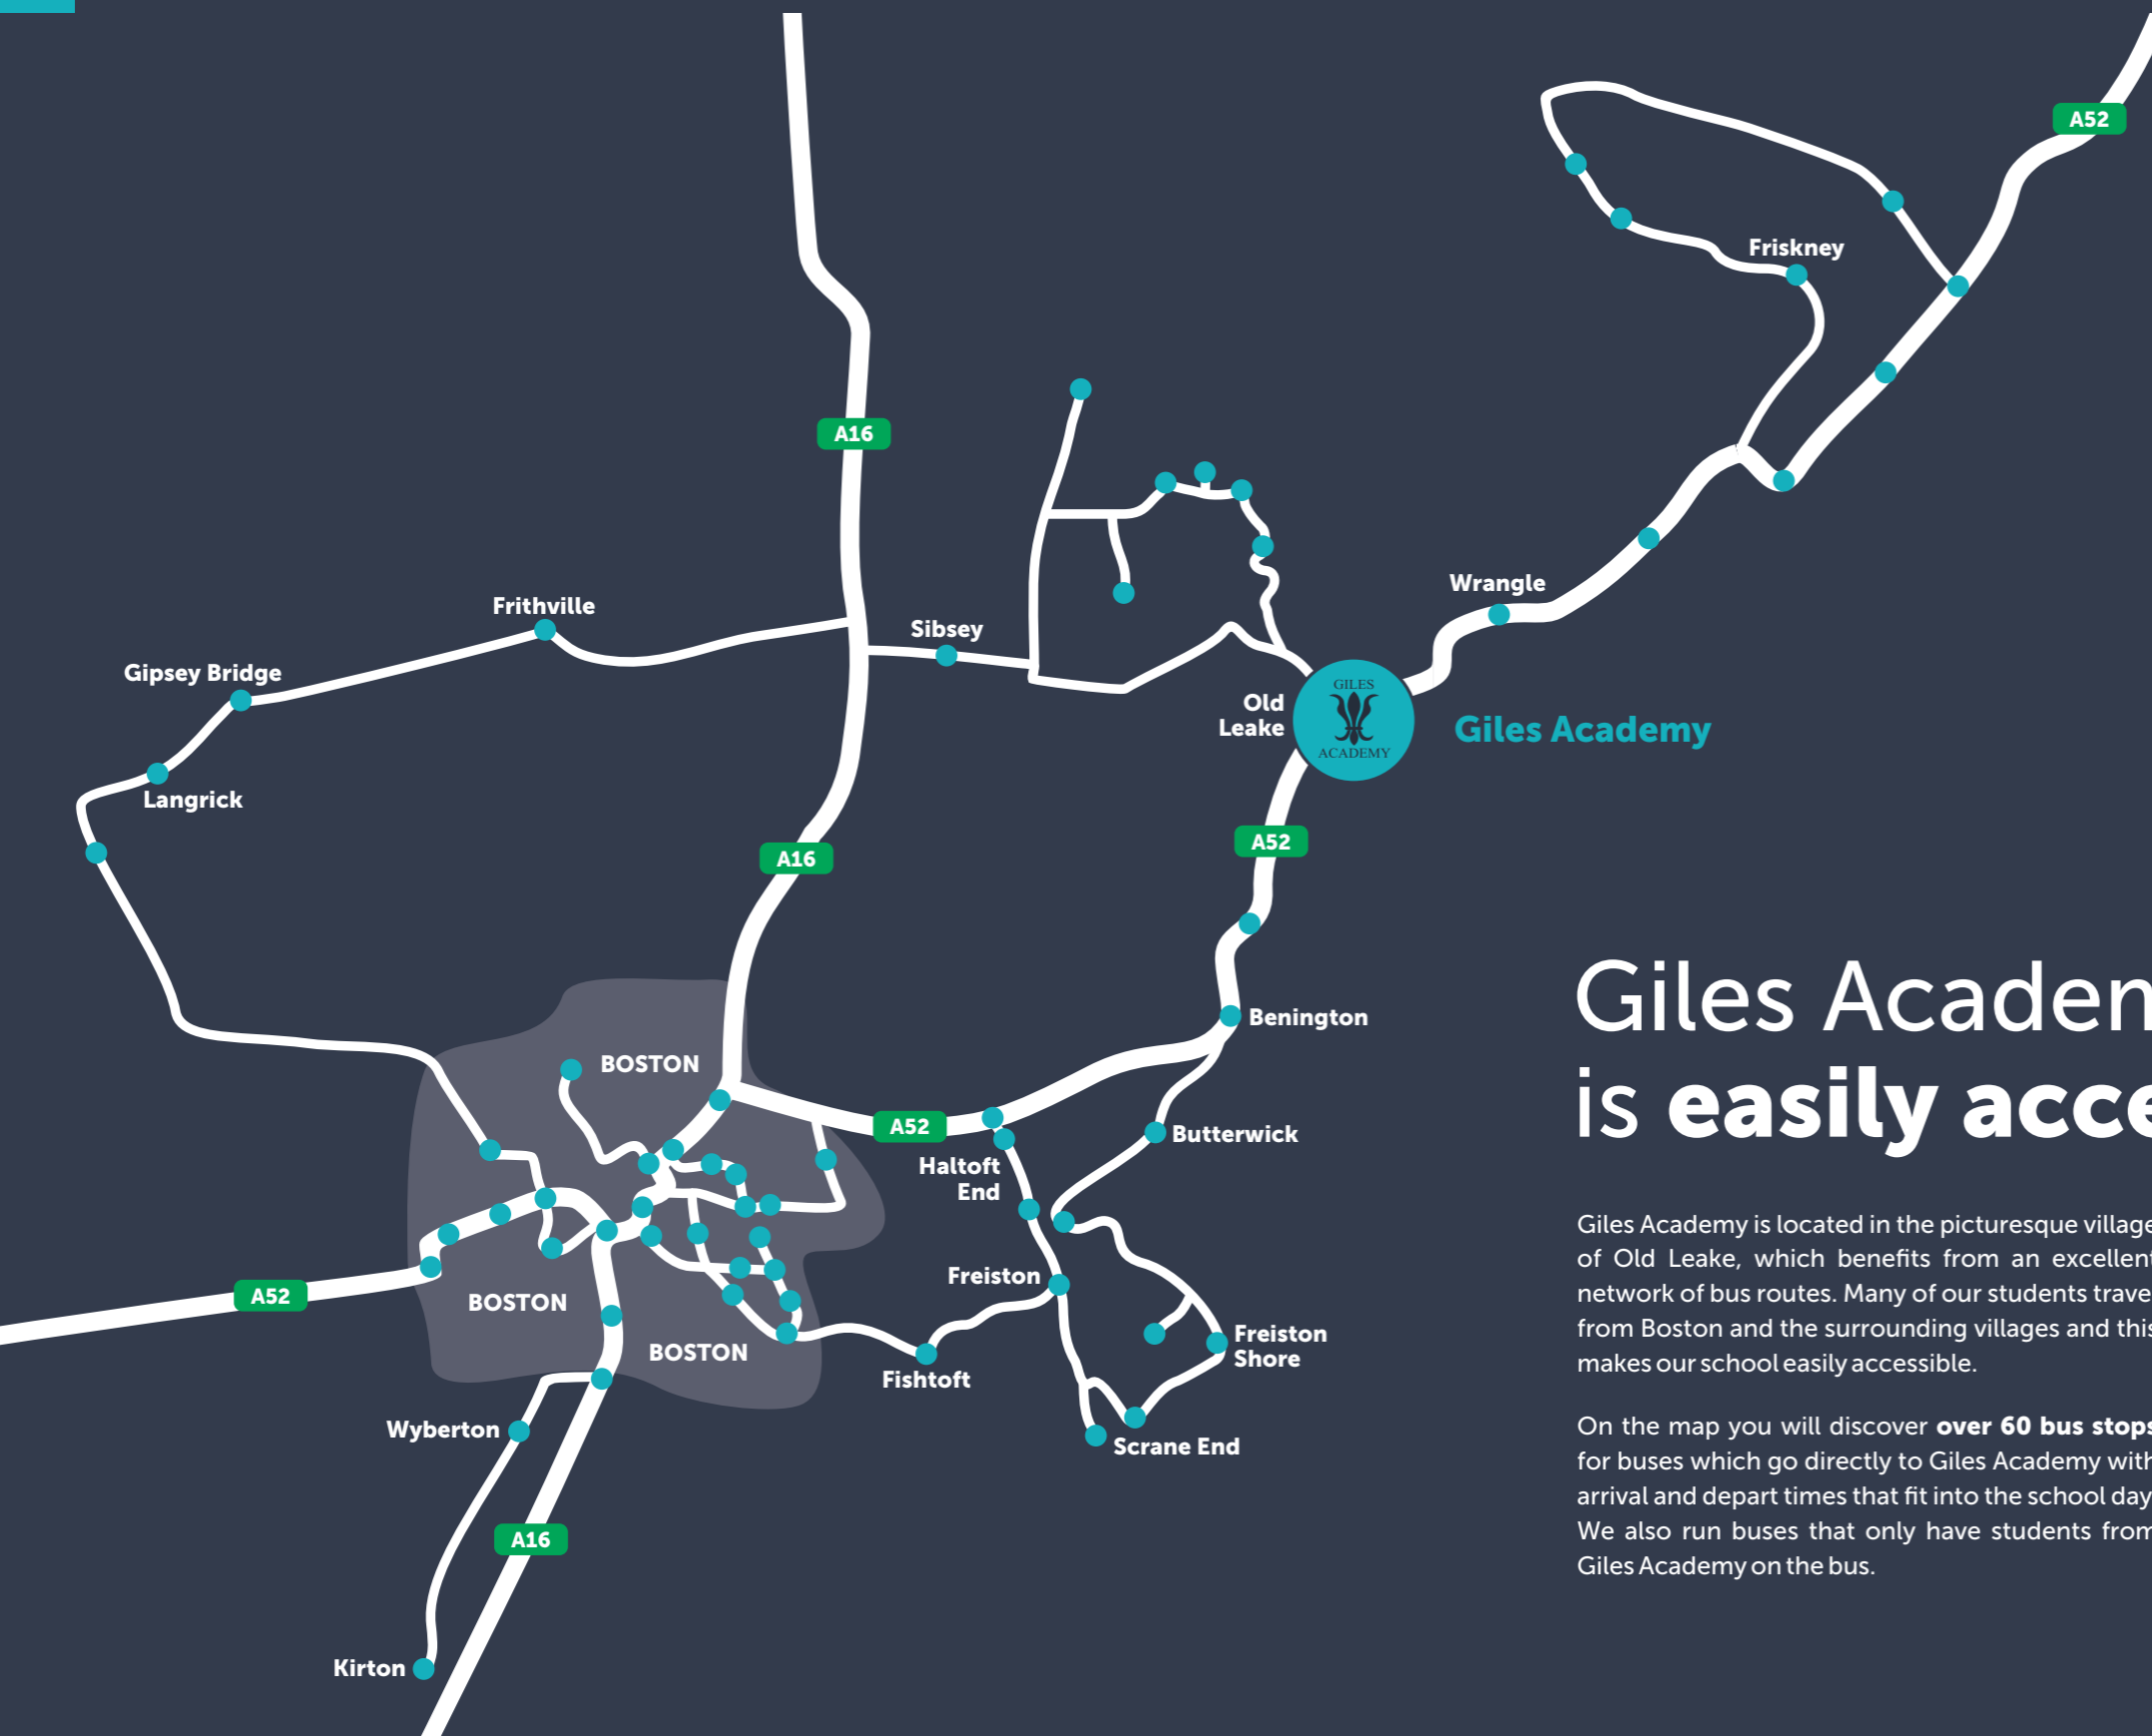 A52
Friskney
A16
Wrangle
Frithville
Sibsey
Gipsey Bridge
Old
Leake
GILES
ACADEMY
Giles Academy
Langrick
A52
A16
Benington
BOSTON
A52
Butterwick
Haltoft
End
Freiston
A52
BOSTON
BOSTON
Freiston
Shore
Fishtoft
Wyberton
Scrane End
A16
Kirton
Giles Academ
is easily acce
Giles Academy is located in the picturesque village
of Old Leake, which benefits from an excellent
network of bus routes. Many of our students trave
from Boston and the surrounding villages and this
makes our school easily accessible.
On the map you will discover over 60 bus stops
for buses which go directly to Giles Academy with
arrival and depart times that fit into the school day
We also run buses that only have students from
Giles Academy on the bus.